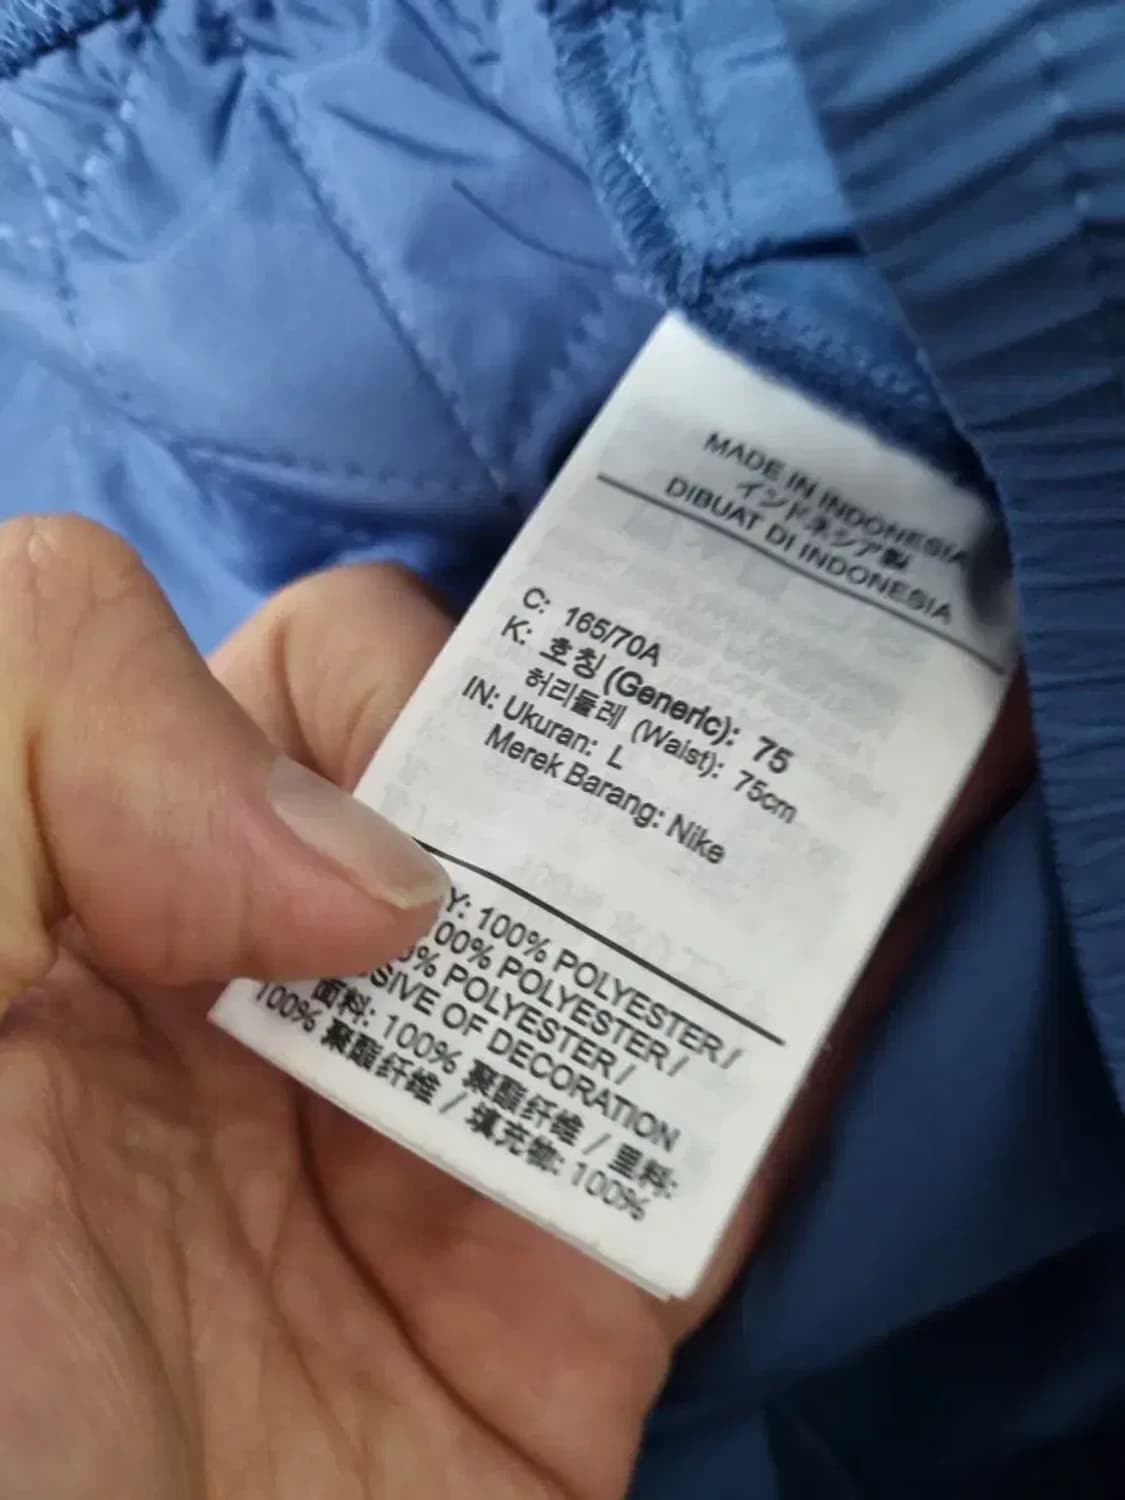 MADE IN INDONESIA
インドネシア製
DIBUAT DI INDONESIA
C: 165/70A
K: 호칭 (Generic): 75
허리둘레 (Waist): 75cm
IN: Ukuran: L
Merek Barang: Nike
Y: 100% POLYESTER /
00% POLYESTER /
0% POLYESTER /
SIVE OF DECORATION
面料: 100% 聚酯纤维 / 里料:
100% 聚酯纤维 / 填充物: 100%